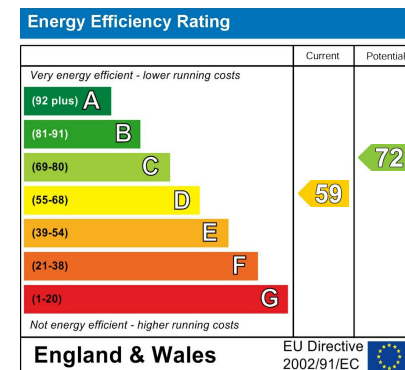 Energy Efficiency Rating
Current Potential
Very energy efficient - lower running costs
(92 plus) A
(81-91) B
(69-80) C
72
(55-68) D
59
(39-54) E
(21-38) F
(1-20) G
Not energy efficient - higher running costs
England & Wales
EU Directive
2002/91/EC